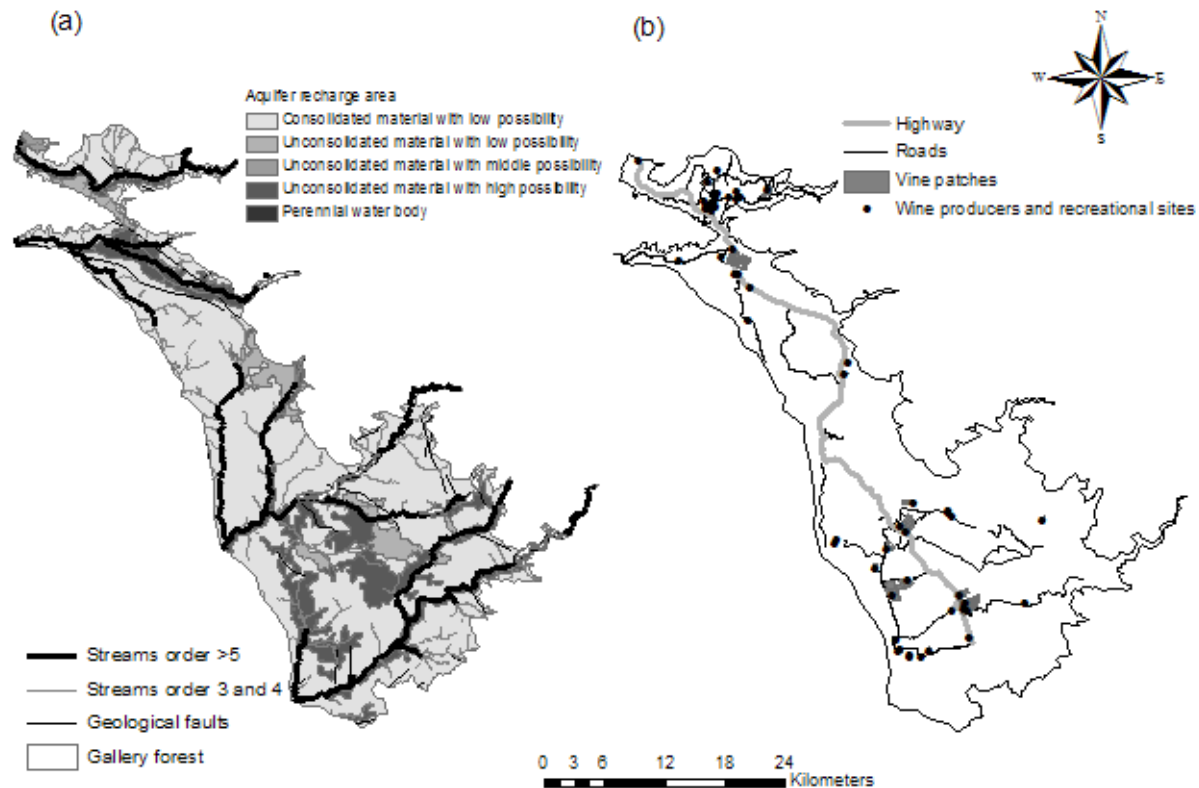 (a)
Aquifer recharge area
Consolidated material with low possibility
Unconsolidated material with low possibility
Unconsolidated material with middle possibility
Unconsolidated material with high possibility
Perennial water body
Streams order >5
Streams order 3 and 4
Geological faults
Gallery forest
(b)
N
W E
S
Highway
Roads
Vine patches
Wine producers and recreational sites
0 3 6 12 18 24
Kilometers